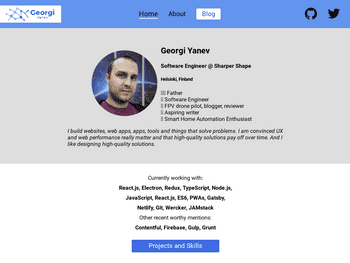 Georgi
Yanev
Home
About
Blog
Georgi Yanev
Software Engineer @ Sharper Shape
Helsinki, Finland
Father
Software Engineer
FPV drone pilot, blogger, reviewer
Aspiring writer
Smart Home Automation Enthusiast
I build websites, web apps, apps, tools and things that solve problems. I am convinced UX
and web performance really matter and that high-quality solutions pay off over time. And I
like designing high-quality solutions.
Currently working with:
React.js, Electron, Redux, TypeScript, Node.js,
JavaScript, React.js, ES6, PWAs, Gatsby,
Netlify, Git, Wercker, JAMstack
Other recent worthy mentions:
Contentful, Firebase, Gulp, Grunt
Projects and Skills